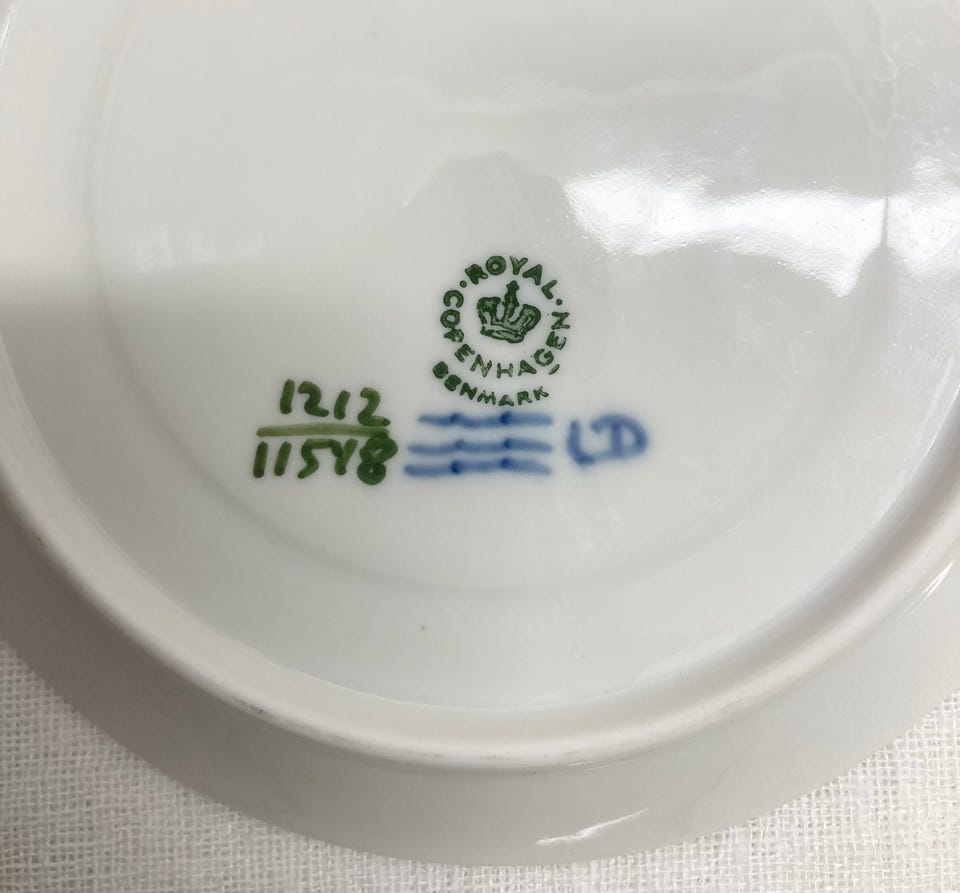 ROYAL
COPENHAGEN
DENMARK
1212
11548
LD